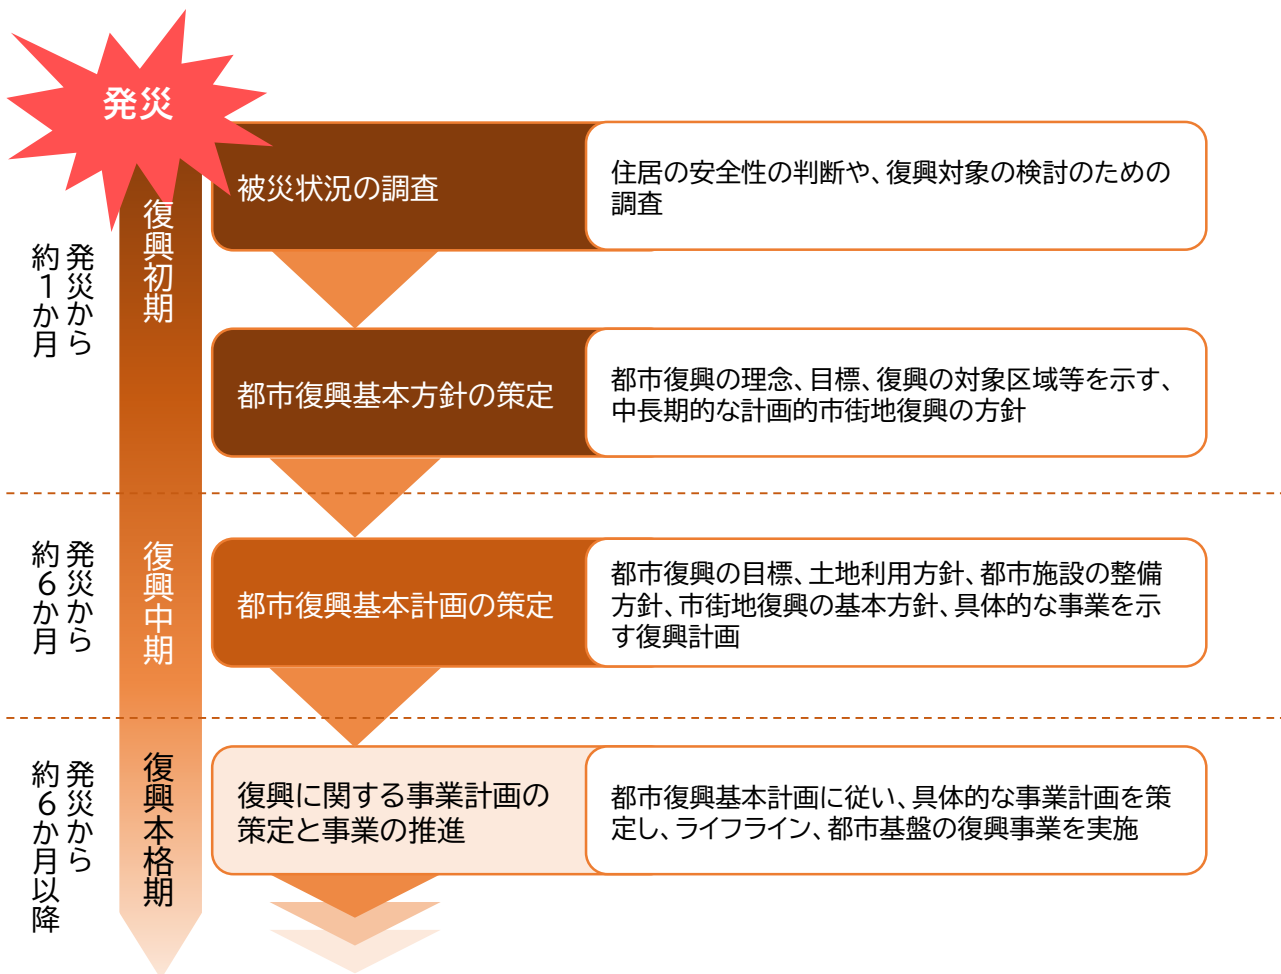 発災
発災から
約１か月
復興初期
被災状況の調査
住居の安全性の判断や、復興対象の検討のための
調査
都市復興基本方針の策定
都市復興の理念、目標、復興の対象区域等を示す、
中長期的な計画的市街地復興の方針
発災から
約６か月
復興中期
都市復興基本計画の策定
都市復興の目標、土地利用方針、都市施設の整備
方針、市街地復興の基本方針、具体的な事業を示
す復興計画
発災から
約６か月以降
復興本格期
復興に関する事業計画の
策定と事業の推進
都市復興基本計画に従い、具体的な事業計画を策
定し、ライフライン、都市基盤の復興事業を実施